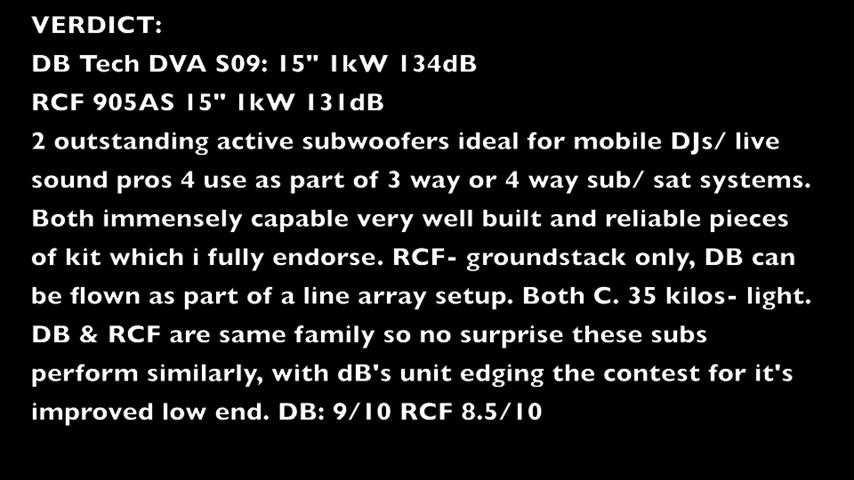 VERDICT:
DB Tech DVA S09: 15" 1kW 134dB
RCF 905AS 15" 1kW 131dB
2 outstanding active subwoofers ideal for mobile DJs/ live
sound pros 4 use as part of 3 way or 4 way sub/ sat systems.
Both immensely capable very well built and reliable pieces
of kit which i fully endorse. RCF- groundstack only, DB can
be flown as part of a line array setup. Both C. 35 kilos- light.
DB & RCF are same family so no surprise these subs
perform similarly, with dB's unit edging the contest for it's
improved low end. DB: 9/10 RCF 8.5/10